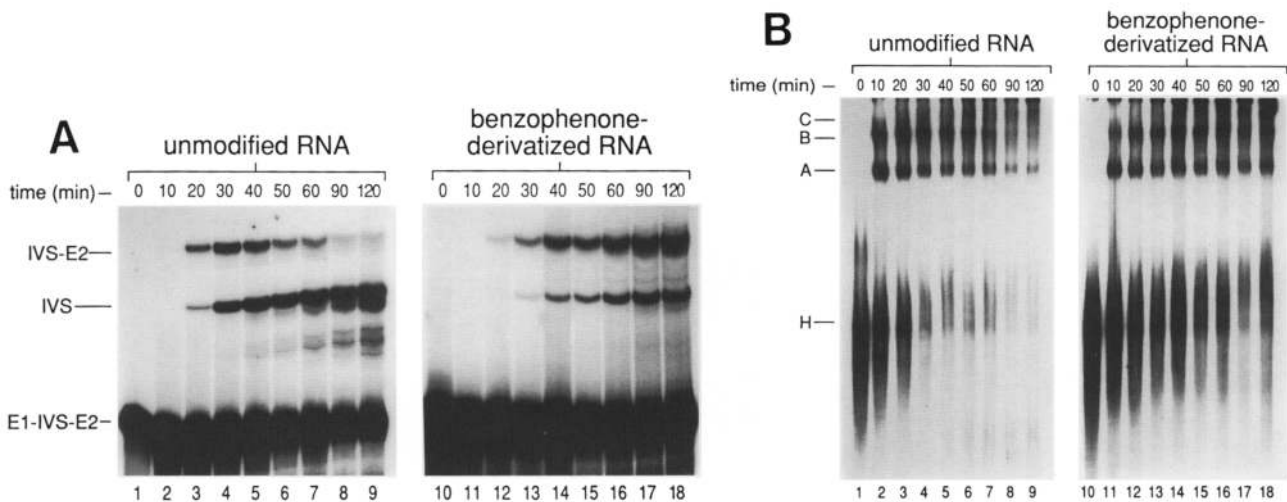 A
unmodified RNA
benzophenone-
derivatized RNA
time (min) – 0 10 20 30 40 50 60 90 120 0 10 20 30 40 50 60 90 120
IVS-E2
IVS
E1-IVS-E2
1 2 3 4 5 6 7 8 9 10 11 12 13 14 15 16 17 18
B
unmodified RNA
benzophenone-
derivatized RNA
time (min) – 0 10 20 30 40 50 60 90 120 0 10 20 30 40 50 60 90 120
C
B
A
H
1 2 3 4 5 6 7 8 9 10 11 12 13 14 15 16 17 18